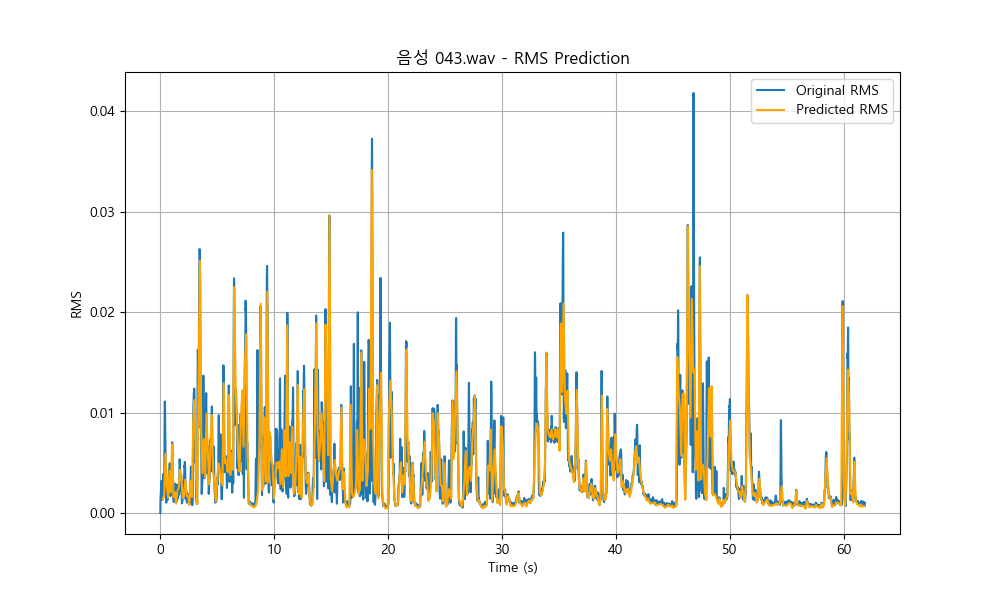 음성 043.wav - RMS Prediction
Original RMS
Predicted RMS
0.04
0.03
0.02
0.01
0.00
RMS
0 10 20 30 40 50 60
Time (s)